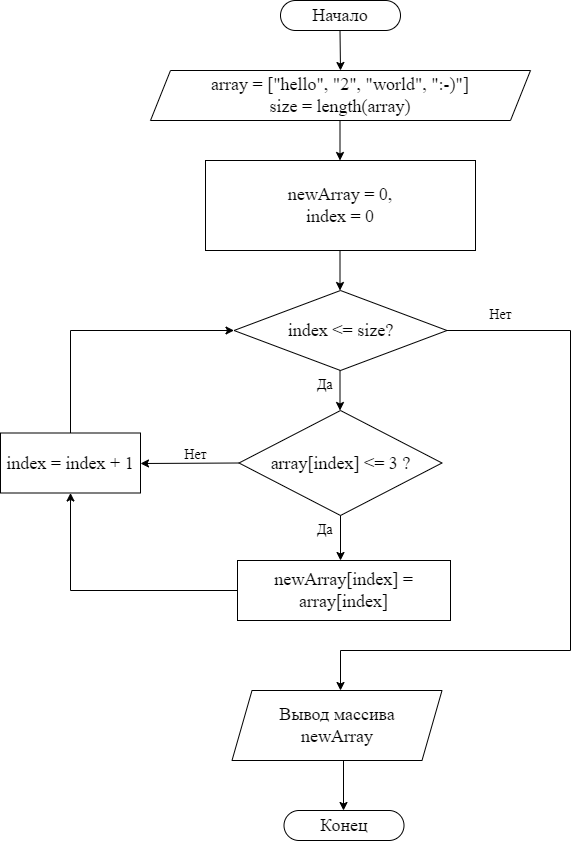 Начало
array = ["hello", "2", "world", ":-)"]
size = length(array)
newArray = 0,
index = 0
index <= size?
Нет
Да
index = index + 1
Нет
array[index] <= 3 ?
Да
newArray[index] =
array[index]
Вывод массива
newArray
Конец